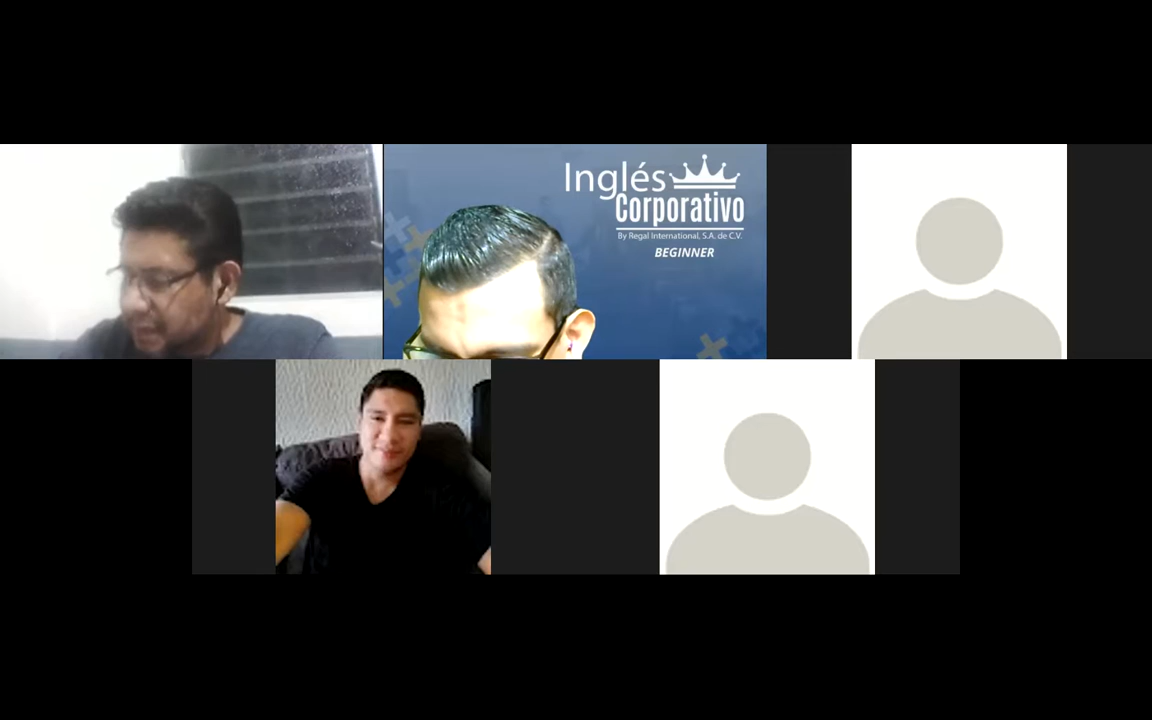 Inglés
Corporativo
By Regal International, S.A. de C.V.
BEGINNER